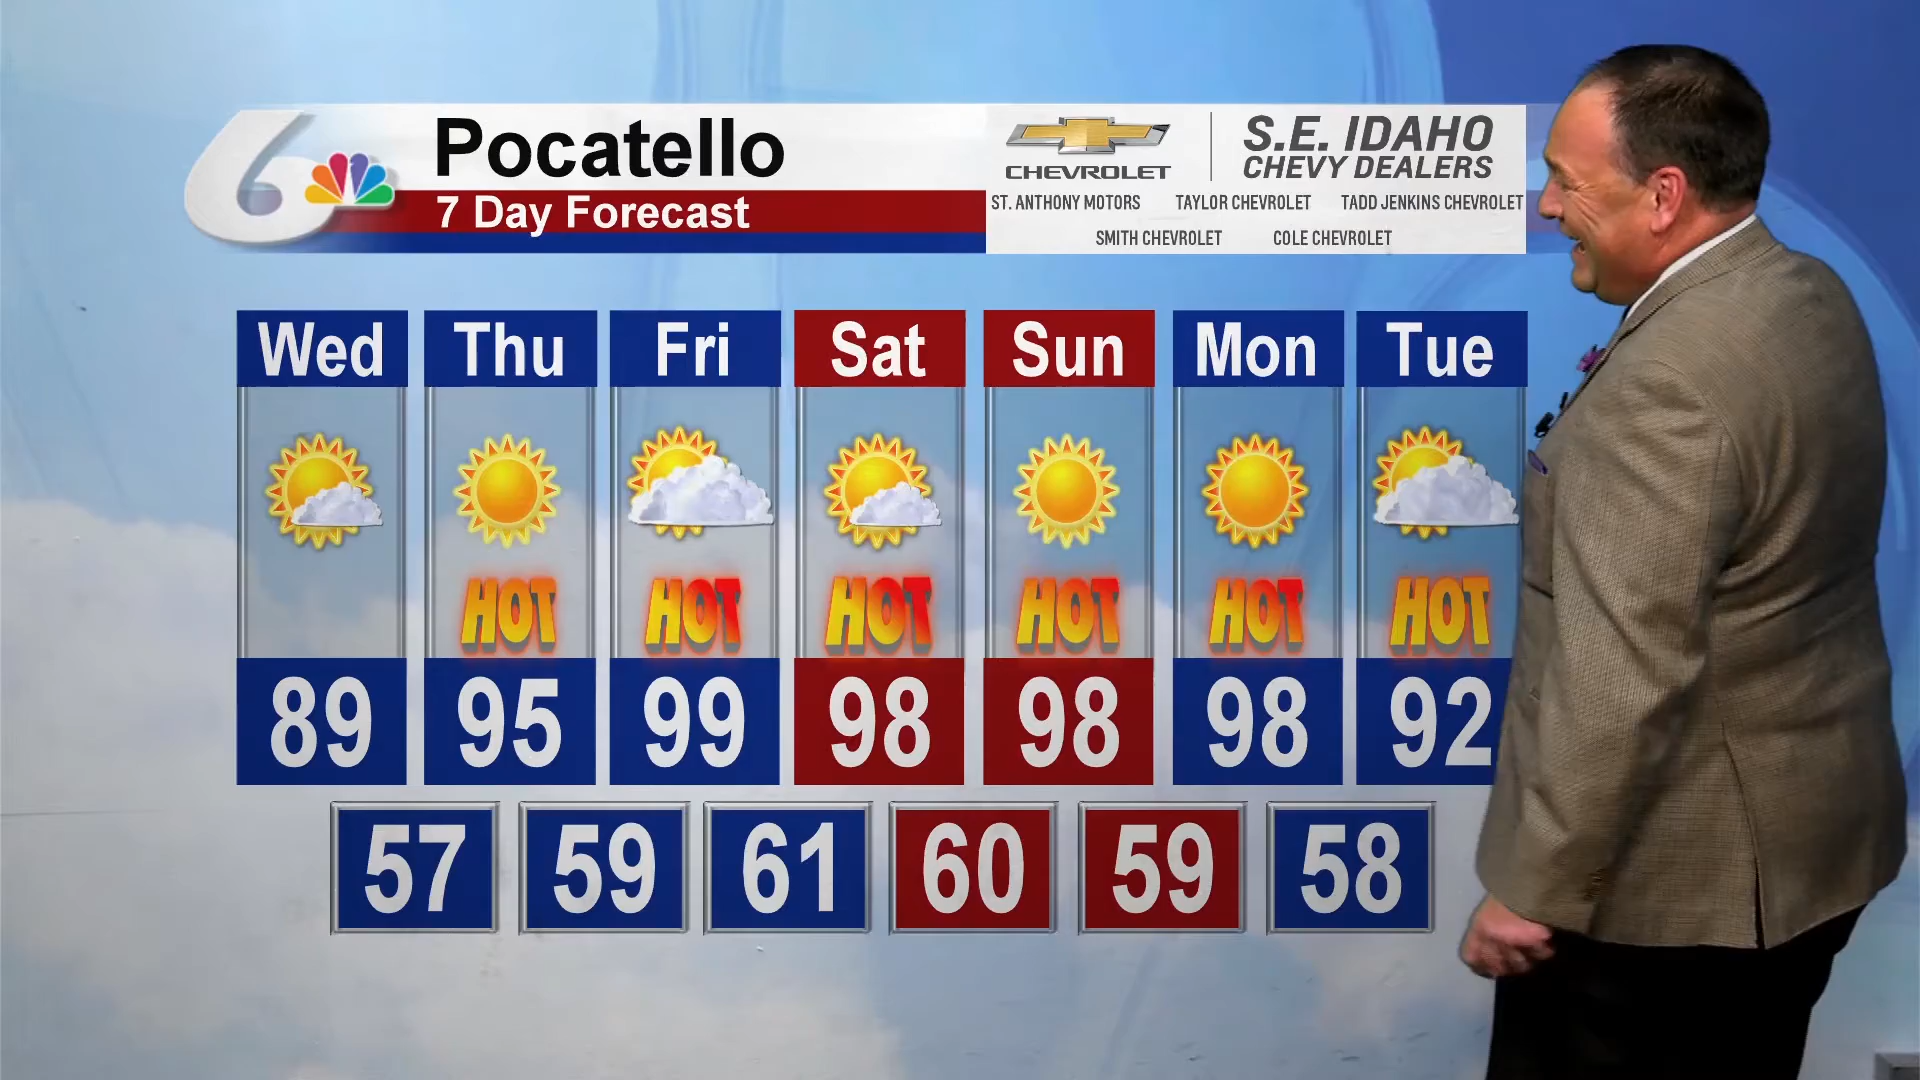 6
Pocatello
7 Day Forecast
CHEVROLET
S.E. IDAHO
CHEVY DEALERS
ST. ANTHONY MOTORS TAYLOR CHEVROLET TADD JENKINS CHEVROLET
SMITH CHEVROLET COLE CHEVROLET
Wed Thu Fri Sat Sun Mon Tue
HOT HOT HOT HOT HOT HOT
89 95 99 98 98 98 92
57 59 61 60 59 58